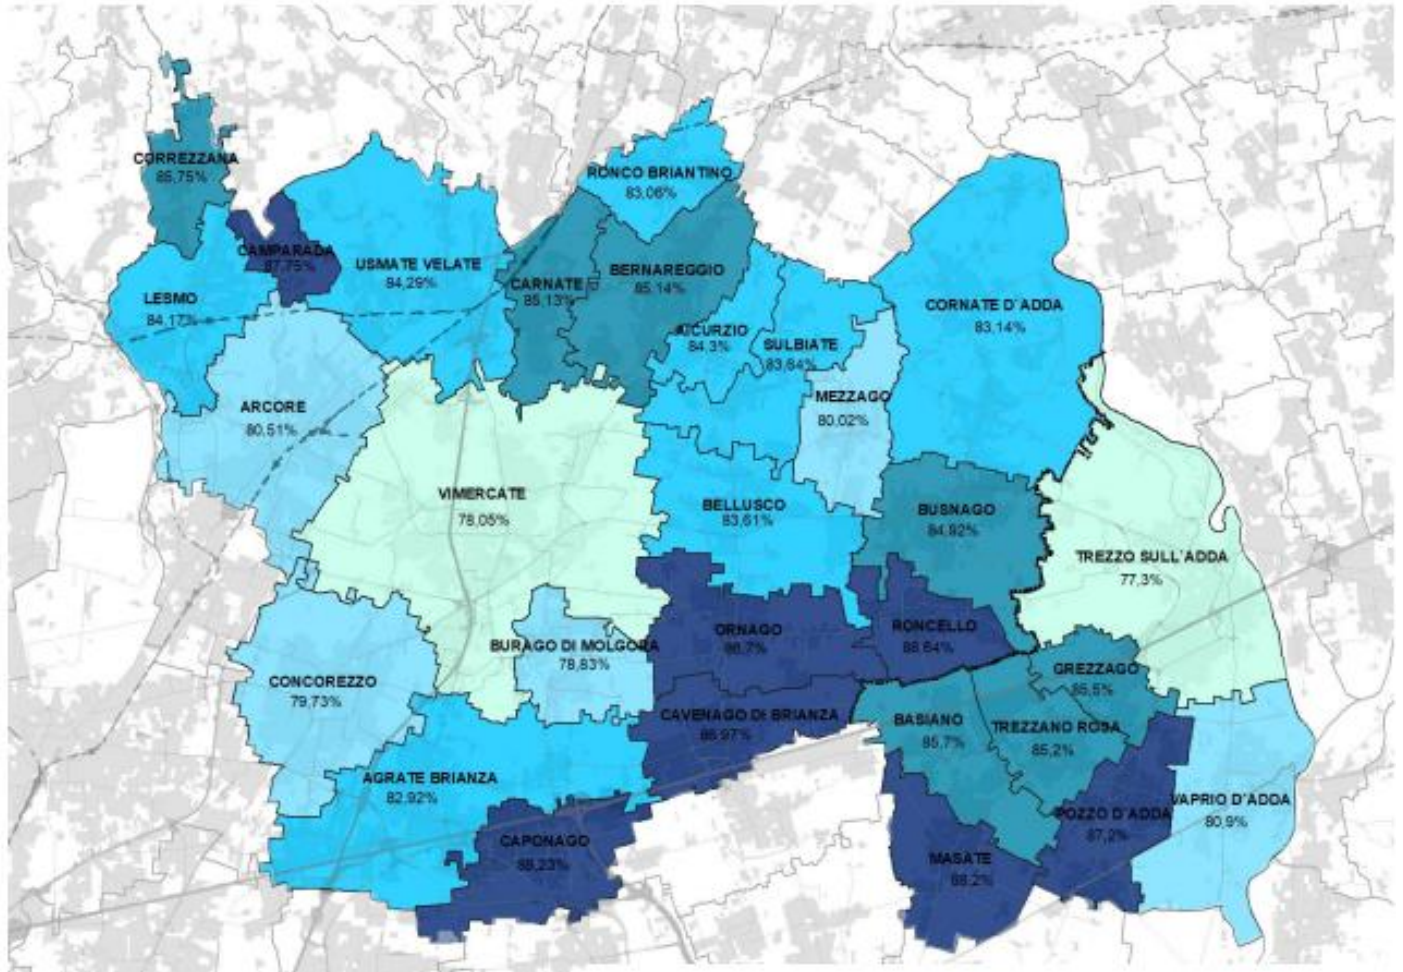 CORREZZANA
85,75%
RONCO BRIANTINO
83,06%
CAMPARADA
87,75%
USMATE VELATE
84,29%
CARNATE
85,13%
BERNAREGGIO
85,14%
LESMO
84,17%
CORNATE D'ADDA
83,14%
AICURZIO
84,3%
SULBIATE
83,64%
ARCORE
80,51%
MEZZAGO
80,02%
VIMERCATE
78,05%
BELLUSCO
83,61%
BUSNAGO
84,92%
TREZZO SULL'ADDA
77,3%
BURAGO DI MOLGORA
78,83%
ORNAGO
86,7%
RONCELLO
88,64%
CONCOREZZO
79,73%
GREZZAGO
85,5%
CAVENAGO DI BRIANZA
86,97%
BASIANO
85,7%
TREZZANO ROSA
85,2%
AGRATE BRIANZA
82,92%
VAPRIO D'ADDA
80,9%
POZZO D'ADDA
87,2%
CAPONAGO
MASATE